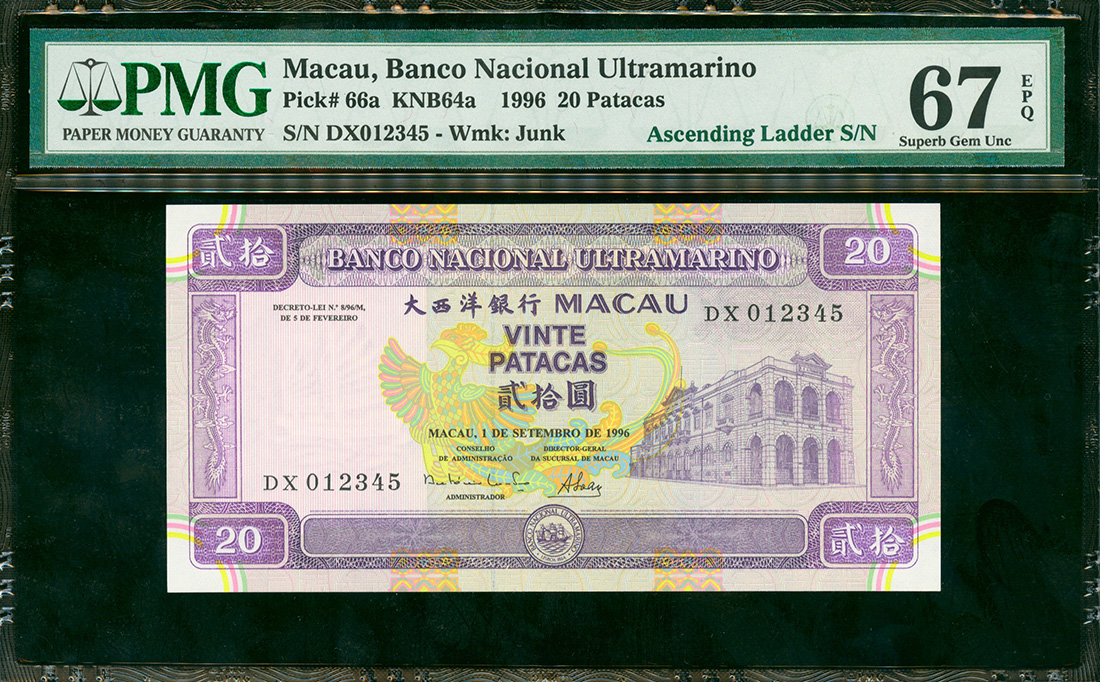 PMG
PAPER MONEY GUARANTY
Macau, Banco Nacional Ultramarino
Pick# 66a KNB64a 1996 20 Patacas
S/N DX012345 - Wmk: Junk
Ascending Ladder S/N
67
EPQ
Superb Gem Unc
貳拾
BANCO NACIONAL ULTRAMARINO
20
DECRETO-LEI N.º 8/96/M,
DE 5 DE FEVEREIRO
大西洋銀行 MACAU
DX 012345
VINTE
PATACAS
貳拾圓
MACAU, 1 DE SETEMBRO DE 1996
CONSELHO
DE ADMINISTRAÇÃO
DIRECTOR-GERAL
DA SUCURSAL DE MACAU
DX 012345
ADMINISTRADOR
20
BANCO NACIONAL ULTRAMARINO
貳拾